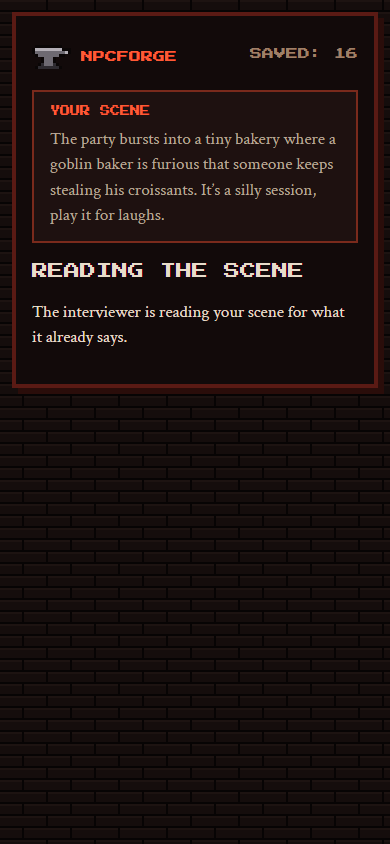 NPCFORGE
SAVED: 16
YOUR SCENE
The party bursts into a tiny bakery where a
goblin baker is furious that someone keeps
stealing his croissants. It’s a silly session,
play it for laughs.
READING THE SCENE
The interviewer is reading your scene for what
it already says.